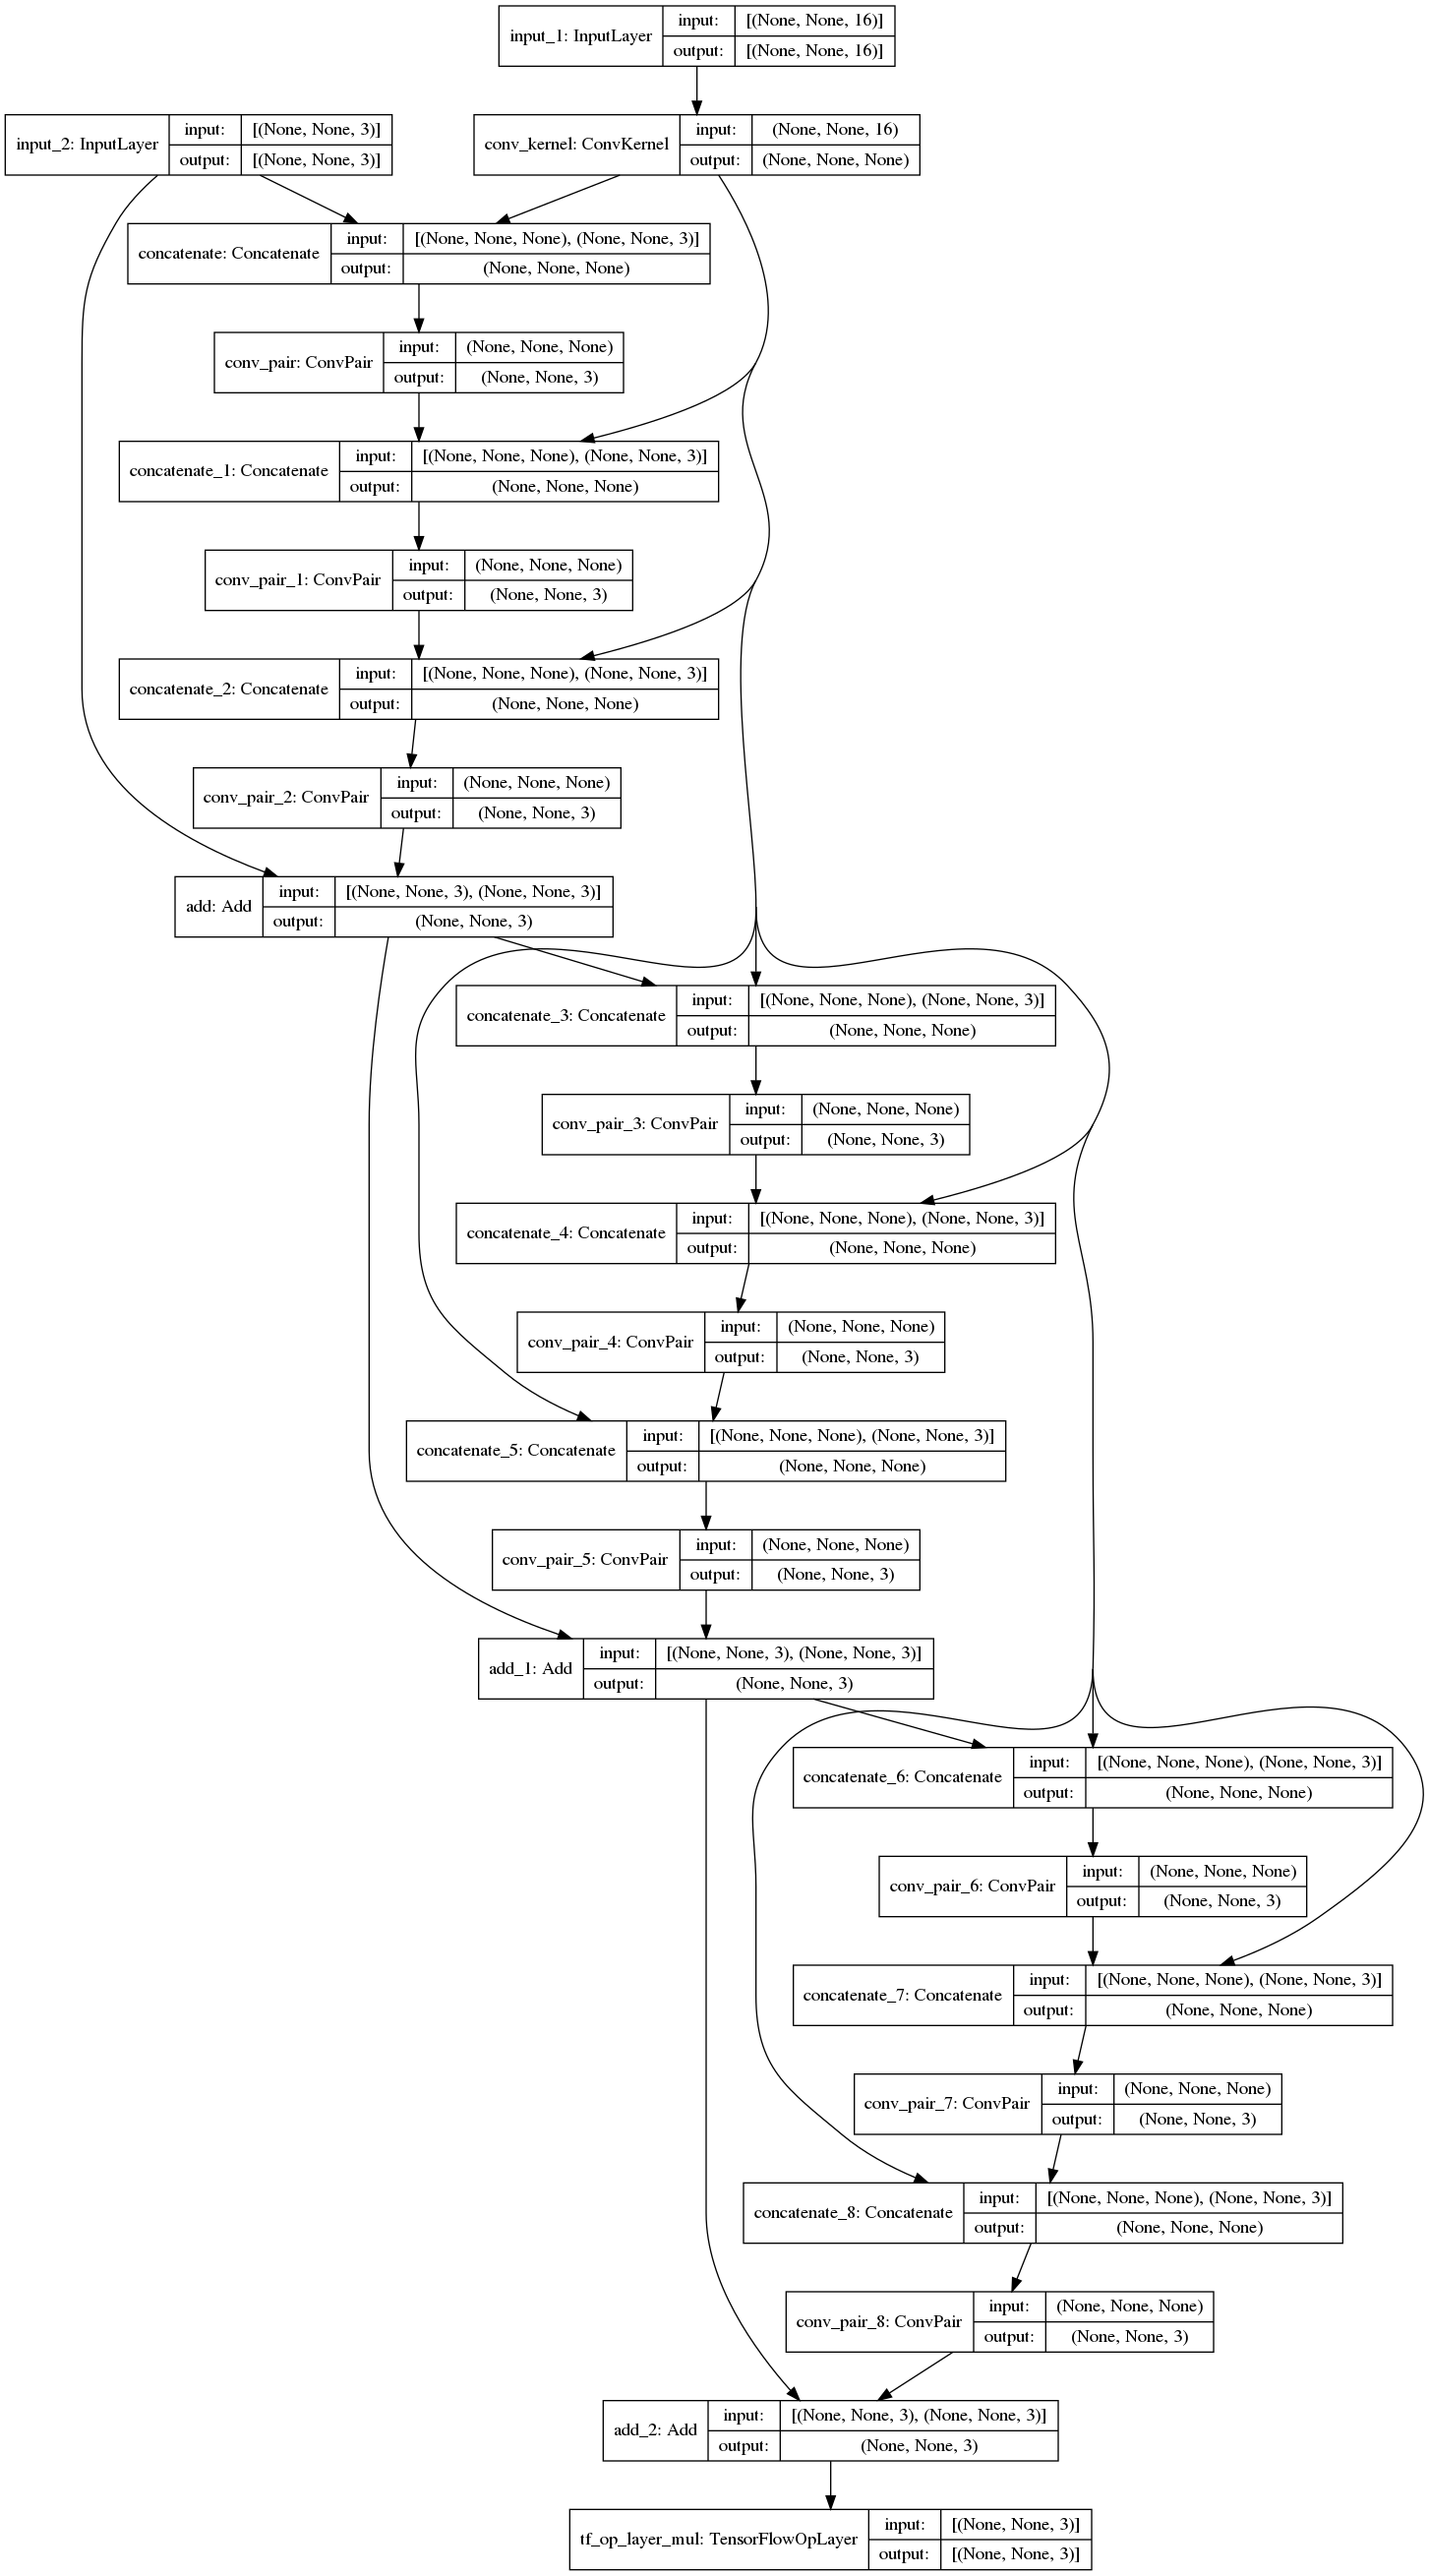 input_1: InputLayer
input: [(None, None, 16)]
output: [(None, None, 16)]
input_2: InputLayer
input: [(None, None, 3)]
output: [(None, None, 3)]
conv_kernel: ConvKernel
input: (None, None, 16)
output: (None, None, None)
concatenate: Concatenate
input: [(None, None, None), (None, None, 3)]
output: (None, None, None)
conv_pair: ConvPair
input: (None, None, None)
output: (None, None, 3)
concatenate_1: Concatenate
input: [(None, None, None), (None, None, 3)]
output: (None, None, None)
conv_pair_1: ConvPair
input: (None, None, None)
output: (None, None, 3)
concatenate_2: Concatenate
input: [(None, None, None), (None, None, 3)]
output: (None, None, None)
conv_pair_2: ConvPair
input: (None, None, None)
output: (None, None, 3)
add: Add
input: [(None, None, 3), (None, None, 3)]
output: (None, None, 3)
concatenate_3: Concatenate
input: [(None, None, None), (None, None, 3)]
output: (None, None, None)
conv_pair_3: ConvPair
input: (None, None, None)
output: (None, None, 3)
concatenate_4: Concatenate
input: [(None, None, None), (None, None, 3)]
output: (None, None, None)
conv_pair_4: ConvPair
input: (None, None, None)
output: (None, None, 3)
concatenate_5: Concatenate
input: [(None, None, None), (None, None, 3)]
output: (None, None, None)
conv_pair_5: ConvPair
input: (None, None, None)
output: (None, None, 3)
add_1: Add
input: [(None, None, 3), (None, None, 3)]
output: (None, None, 3)
concatenate_6: Concatenate
input: [(None, None, None), (None, None, 3)]
output: (None, None, None)
conv_pair_6: ConvPair
input: (None, None, None)
output: (None, None, 3)
concatenate_7: Concatenate
input: [(None, None, None), (None, None, 3)]
output: (None, None, None)
conv_pair_7: ConvPair
input: (None, None, None)
output: (None, None, 3)
concatenate_8: Concatenate
input: [(None, None, None), (None, None, 3)]
output: (None, None, None)
conv_pair_8: ConvPair
input: (None, None, None)
output: (None, None, 3)
add_2: Add
input: [(None, None, 3), (None, None, 3)]
output: (None, None, 3)
tf_op_layer_mul: TensorFlowOpLayer
input: [(None, None, 3)]
output: [(None, None, 3)]